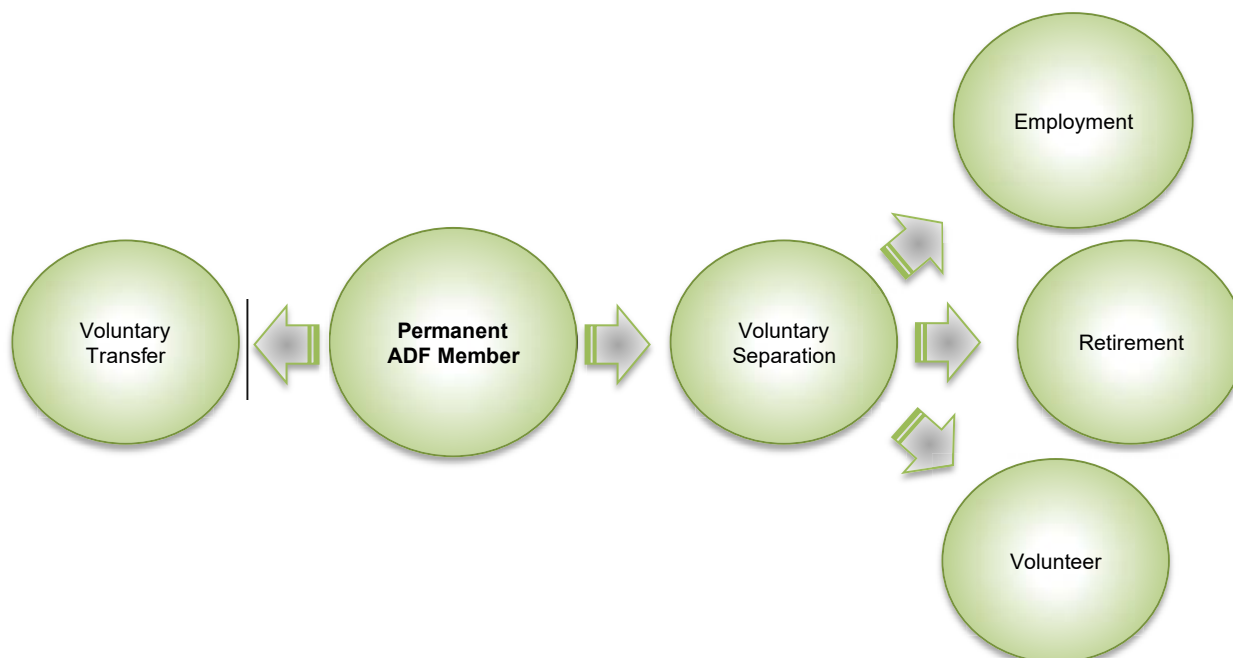 Employment
Voluntary
Transfer
Permanent
ADF Member
Voluntary
Separation
Retirement
Volunteer